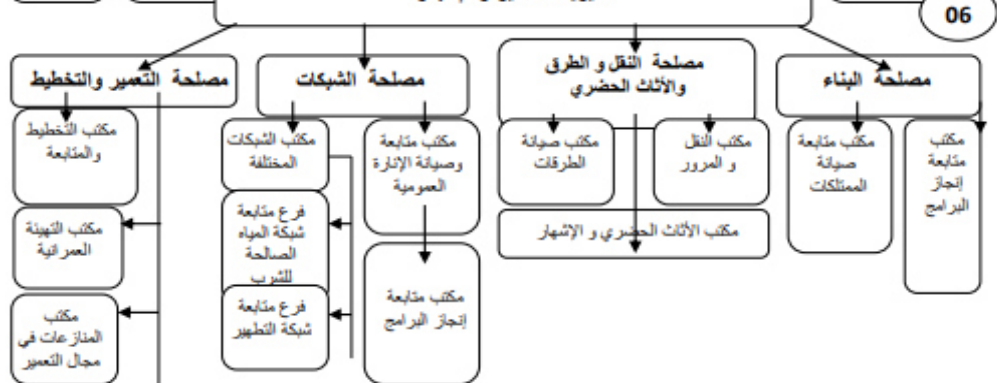 06
مصلحة البناء
مصلحة النقل و الطرق
والأثاث الحضري
مصلحة الشبكات
مصلحة التعمير والتخطيط
مكتب
متابعة
إنجاز
البرامج
مكتب متابعة
صيانة
الممتلكات
مكتب النقل
و المرور
مكتب صيانة
الطرقات
مكتب الأثاث الحضري و الإشهار
مكتب متابعة
وصيانة الإنارة
العمومية
مكتب متابعة
إنجاز البرامج
مكتب الشبكات
المختلفة
فرع متابعة
شبكة المياه
الصالحة
للشرب
فرع متابعة
شبكة التطهير
مكتب التخطيط
والمتابعة
مكتب التهيئة
العمرانية
مكتب
المنازعات في
مجال التعمير